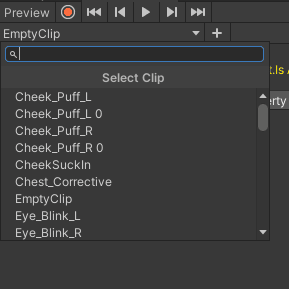 Preview
EmptyClip
t.Is A
Select Clip
erty
Cheek_Puff_L
Cheek_Puff_L 0
Cheek_Puff_R
Cheek_Puff_R 0
CheekSuckIn
Chest_Corrective
EmptyClip
Eye_Blink_L
Eye_Blink_R